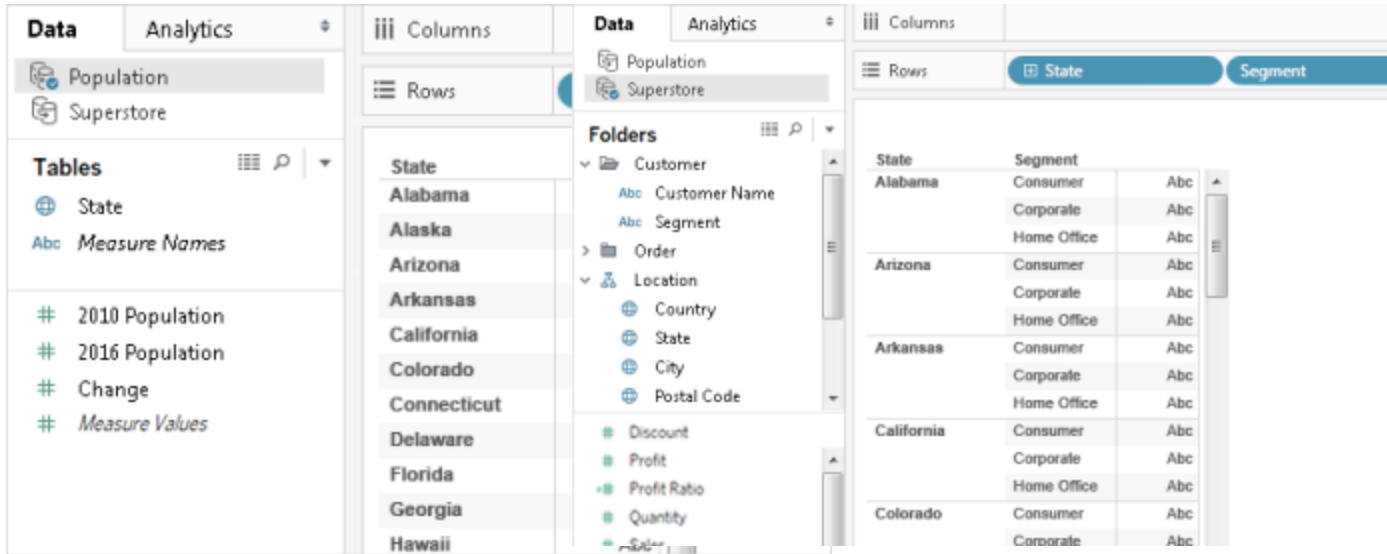 Data Analytics
Population
Superstore
Tables
State
Abc Measure Names
# 2010 Population
# 2016 Population
# Change
# Measure Values
Columns
Rows
State
Alabama
Alaska
Arizona
Arkansas
California
Colorado
Connecticut
Delaware
Florida
Georgia
Hawaii
Data Analytics
Population
Superstore
Folders
Customer
Abc Customer Name
Abc Segment
Order
Location
Country
State
City
Postal Code
# Discount
# Profit
# Profit Ratio
# Quantity
# Sales
Columns
Rows State Segment
State Segment
Alabama Consumer Abc
Corporate Abc
Home Office Abc
Arizona Consumer Abc
Corporate Abc
Home Office Abc
Arkansas Consumer Abc
Corporate Abc
Home Office Abc
California Consumer Abc
Corporate Abc
Home Office Abc
Colorado Consumer Abc
Corporate Abc